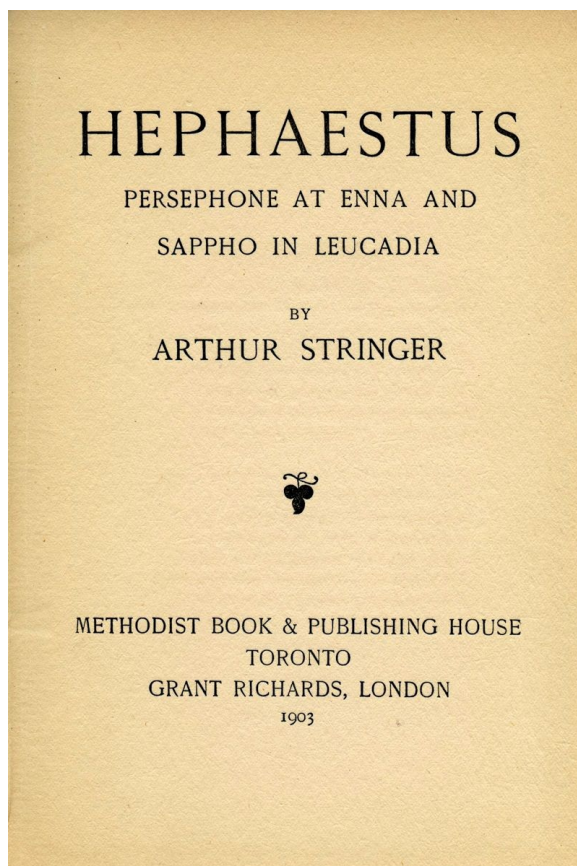 HEPHAESTUS
PERSEPHONE AT ENNA AND
SAPPHO IN LEUCADIA
BY
ARTHUR STRINGER
METHODIST BOOK & PUBLISHING HOUSE
TORONTO
GRANT RICHARDS, LONDON
1903